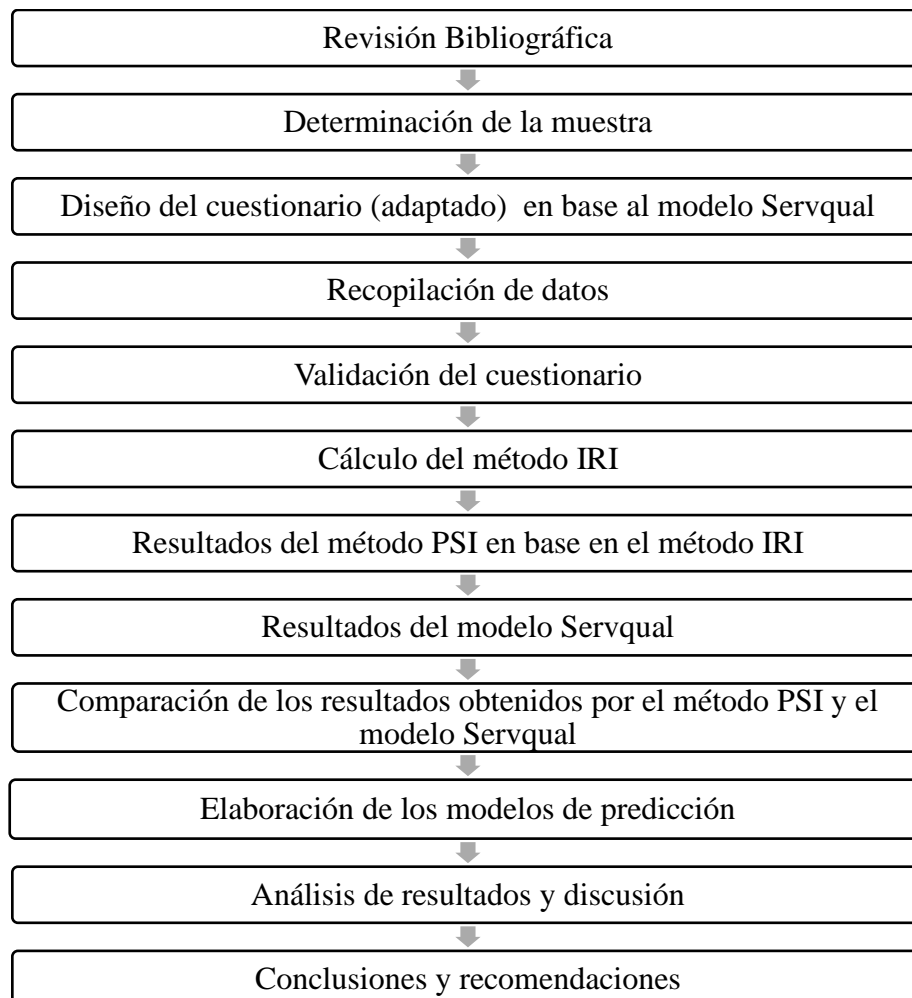 Revisión Bibliográfica
Determinación de la muestra
Diseño del cuestionario (adaptado)  en base al modelo Servqual
Recopilación de datos
Validación del cuestionario
Cálculo del método IRI
Resultados del método PSI en base en el método IRI
Resultados del modelo Servqual
Comparación de los resultados obtenidos por el método PSI y el
modelo Servqual
Elaboración de los modelos de predicción
Análisis de resultados y discusión
Conclusiones y recomendaciones